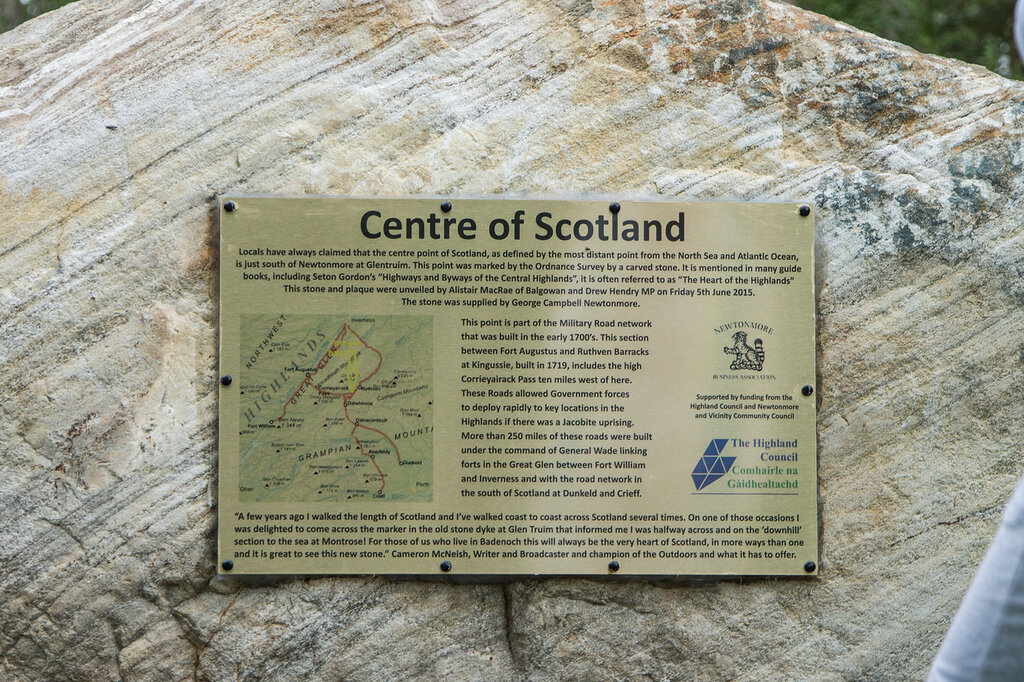 Centre of Scotland
Locals have always claimed that the centre point of Scotland, as defined by the most distant point from the North Sea and Atlantic Ocean,
is just south of Newtonmore at Glentruim. This point was marked by the Ordnance Survey by a carved stone. It is mentioned in many guide
books, including Seton Gordon's "Highways and Byways of the Central Highlands", it is often referred to as "The Heart of the Highlands"
This stone and plaque were unveiled by Alistair MacRae of Balgowan and Drew Hendry MP on Friday 5th June 2015.
The stone was supplied by George Campbell Newtonmore.
NORTHWEST
HIGHLANDS
GREAT GLEN
Inverness
Fort Augustus
Corrieyairack
Ruthven
Cairngorm Mountains
Dalwhinnie
Fort William
Dalnacardoch
GRAMPIAN MOUNTA
Aberfeldy
Dunkeld
Oban
Crieff
Perth
This point is part of the Military Road network
that was built in the early 1700's. This section
between Fort Augustus and Ruthven Barracks
at Kingussie, built in 1719, includes the high
Corrieyairack Pass ten miles west of here.
These Roads allowed Government forces
to deploy rapidly to key locations in the
Highlands if there was a Jacobite uprising.
More than 250 miles of these roads were built
under the command of General Wade linking
forts in the Great Glen between Fort William
and Inverness and with the road network in
the south of Scotland at Dunkeld and Crieff.
NEWTONMORE
BUSINESS ASSOCIATION
Supported by funding from the
Highland Council and Newtonmore
and Vicinity Community Council
The Highland
Council
Comhairle na
Gàidhealtachd
"A few years ago I walked the length of Scotland and I've walked coast to coast across Scotland several times. On one of those occasions I
was delighted to come across the marker in the old stone dyke at Glen Truim that informed me I was halfway across and on the 'downhill'
section to the sea at Montrose! For those of us who live in Badenoch this will always be the very heart of Scotland, in more ways than one
and it is great to see this new stone." Cameron McNeish, Writer and Broadcaster and champion of the Outdoors and what it has to offer.